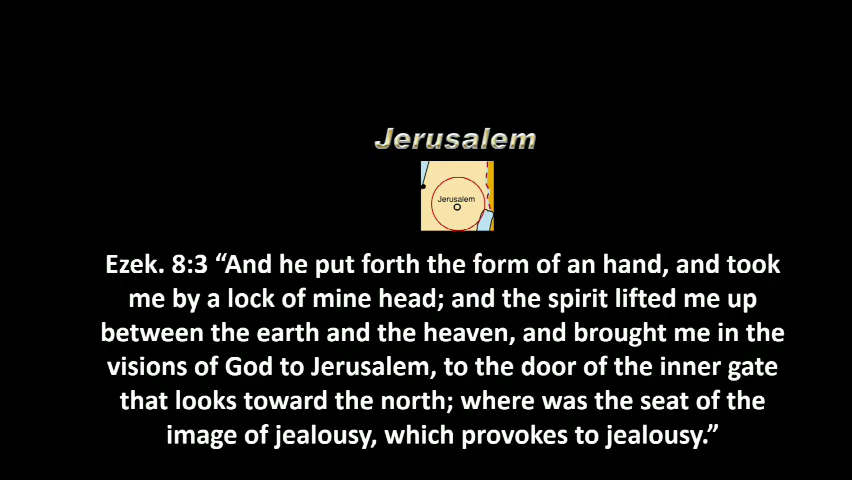 Jerusalem
Jerusalem
Ezek. 8:3 “And he put forth the form of an hand, and took
me by a lock of mine head; and the spirit lifted me up
between the earth and the heaven, and brought me in the
visions of God to Jerusalem, to the door of the inner gate
that looks toward the north; where was the seat of the
image of jealousy, which provokes to jealousy.”